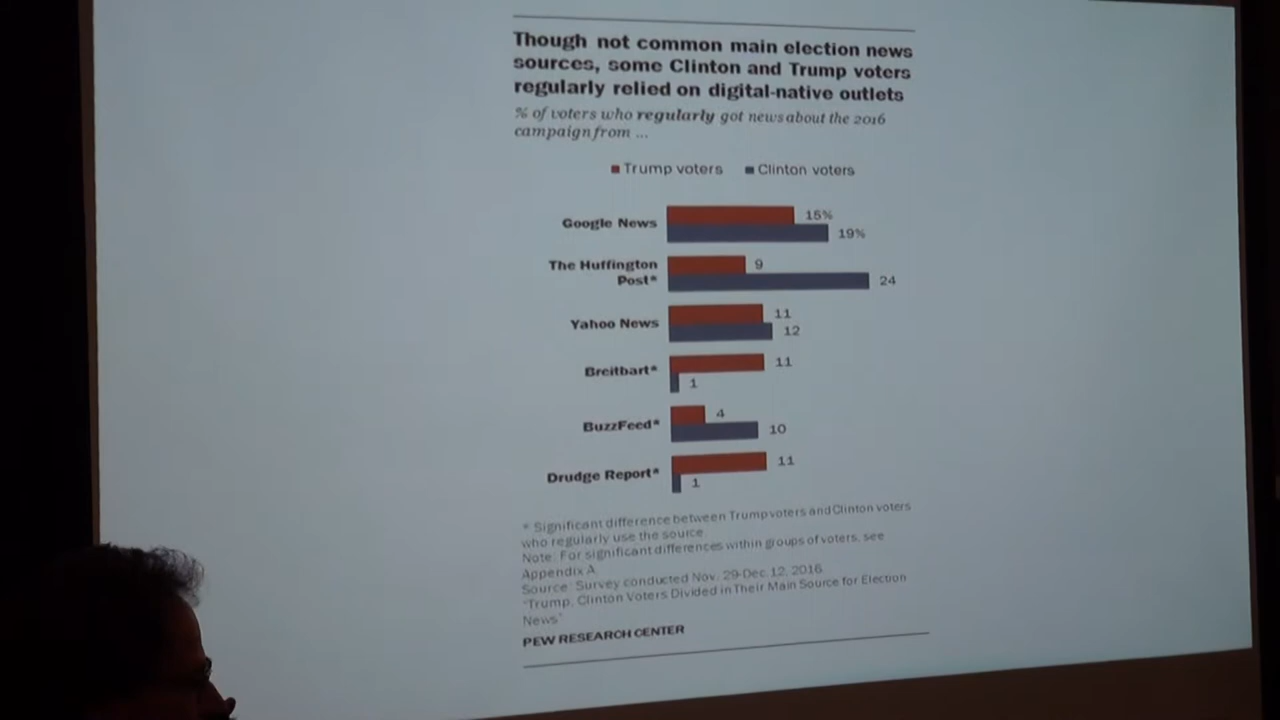 Though not common main election news
sources, some Clinton and Trump voters
regularly relied on digital-native outlets
% of voters who regularly got news about the 2016
campaign from ...
Trump voters Clinton voters
Google News 15% 19%
The Huffington
Post* 9 24
Yahoo News 11 12
Breitbart* 11 1
BuzzFeed* 4 10
Drudge Report* 11 1
* Significant difference between Trump voters and Clinton voters
who regularly use the source.
Note: For significant differences within groups of voters, see
Appendix A.
Source: Survey conducted Nov. 29-Dec. 12, 2016.
"Trump, Clinton Voters Divided in Their Main Source for Election
News"
PEW RESEARCH CENTER